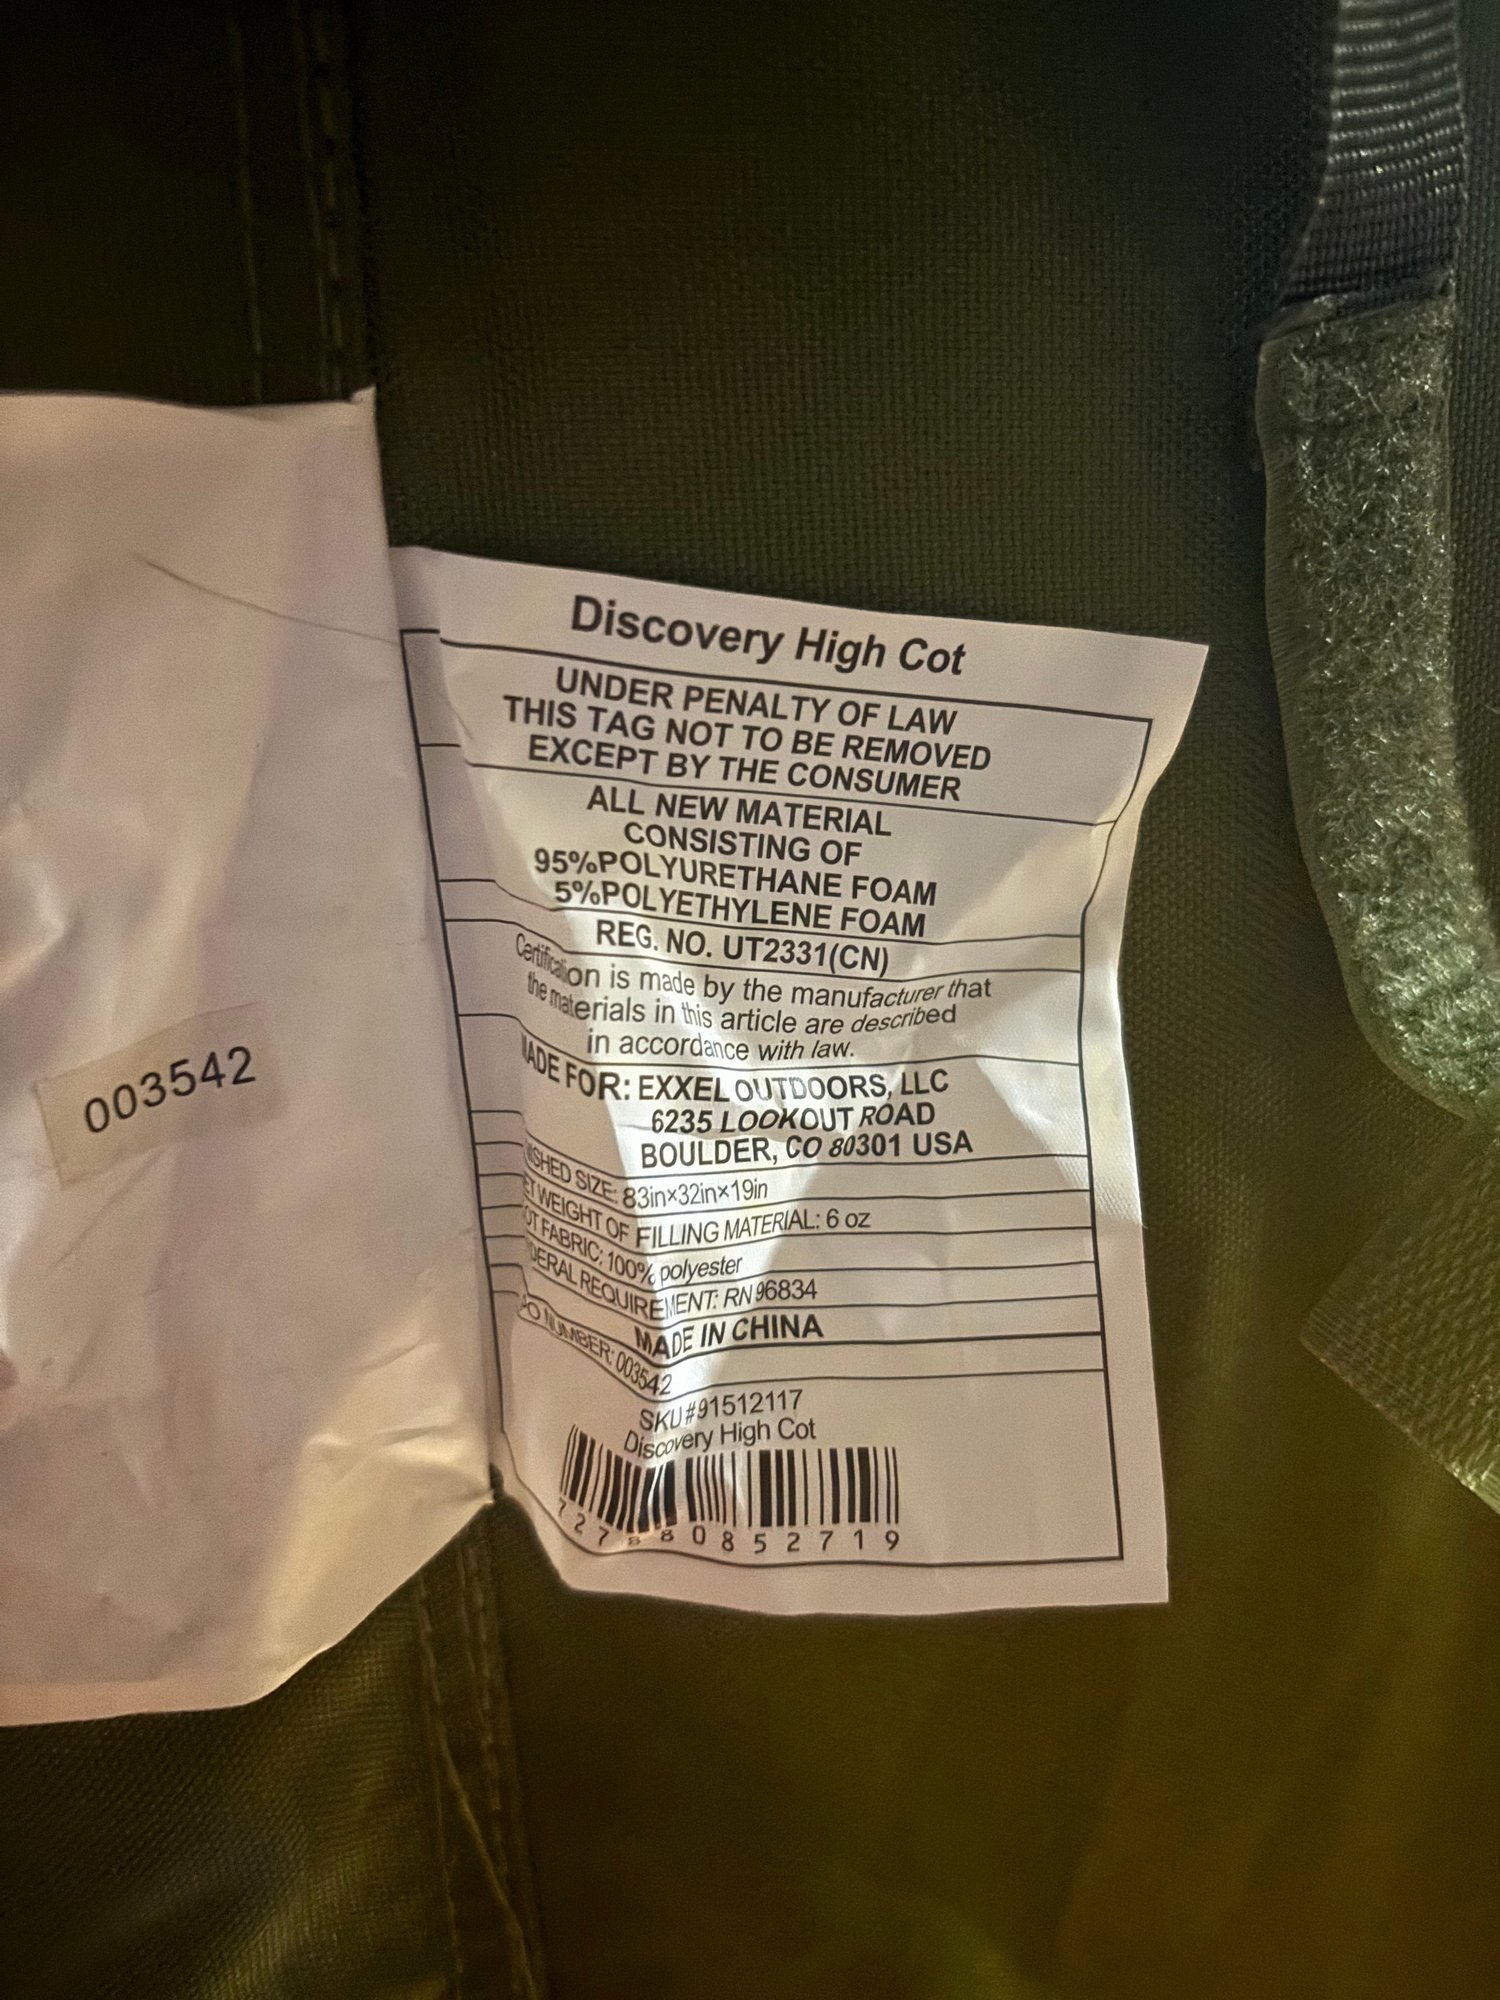 003542
Discovery High Cot
UNDER PENALTY OF LAW
THIS TAG NOT TO BE REMOVED
EXCEPT BY THE CONSUMER
ALL NEW MATERIAL
CONSISTING OF
95%POLYURETHANE FOAM
5%POLYETHYLENE FOAM
REG. NO. UT2331(CN)
Certification is made by the manufacturer that
the materials in this article are described
in accordance with law.
MADE FOR: EXXEL OUTDOORS, LLC
6235 LOOKOUT ROAD
BOULDER, CO 80301 USA
SIZE: 83in×32in×19in
WEIGHT OF FILLING MATERIAL: 6 oz
FABRIC: 100% polyester
REQUIREMENT: RN 96834
MADE IN CHINA
NUMBER: 003542
SKU#91512117
Discovery High Cot
7 27880 85271 9